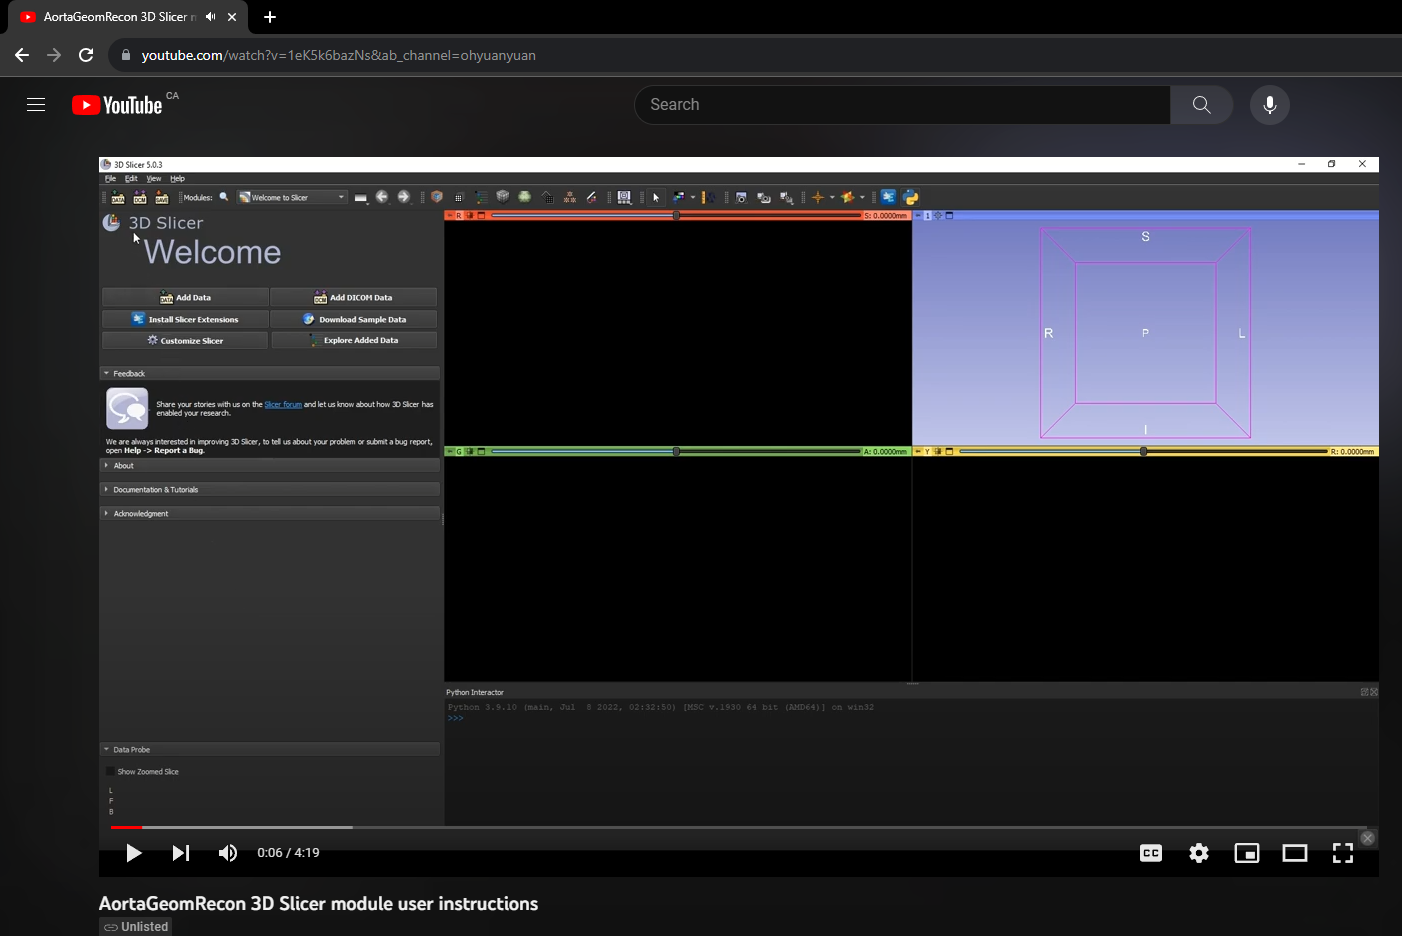 AortaGeomRecon 3D Slicer
youtube.com/watch?v=1eK5k6bazNs&ab_channel=ohyuanyuan
YouTube CA
Search
3D Slicer 5.0.3
File Edit View Help
DATA DCM SAVE Modules: Welcome to Slicer
3D Slicer
Welcome
Add Data
Add DICOM Data
Install Slicer Extensions
Download Sample Data
Customize Slicer
Explore Added Data
Feedback
Share your stories with us on the Slicer forum and let us know about how 3D Slicer has
enabled your research.
We are always interested in improving 3D Slicer, to tell us about your problem or submit a bug report,
open Help -> Report a Bug.
About
Documentation & Tutorials
Acknowledgment
Data Probe
Show Zoomed Slice
L
F
B
R S: 0.0000mm
1
S
R P L
I
G A: 0.0000mm
Y R: 0.0000mm
Python Interactor
Python 3.9.10 (main, Jul 8 2022, 02:32:50) [MSC v.1930 64 bit (AMD64)] on win32
>>>
0:06 / 4:19
CC
AortaGeomRecon 3D Slicer module user instructions
Unlisted